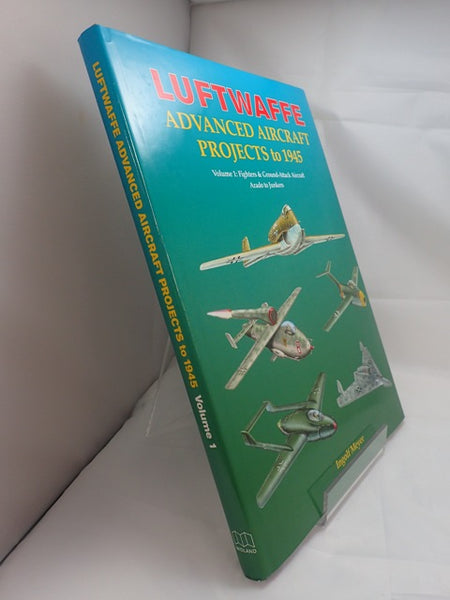 LUFTWAFFE
ADVANCED AIRCRAFT
PROJECTS to 1945
Volume 1: Fighters & Ground-Attack Aircraft
Arado to Junkers
Ingolf Meyer
LUFTWAFFE ADVANCED AIRCRAFT PROJECTS to 1945 Volume 1
MIDLAND